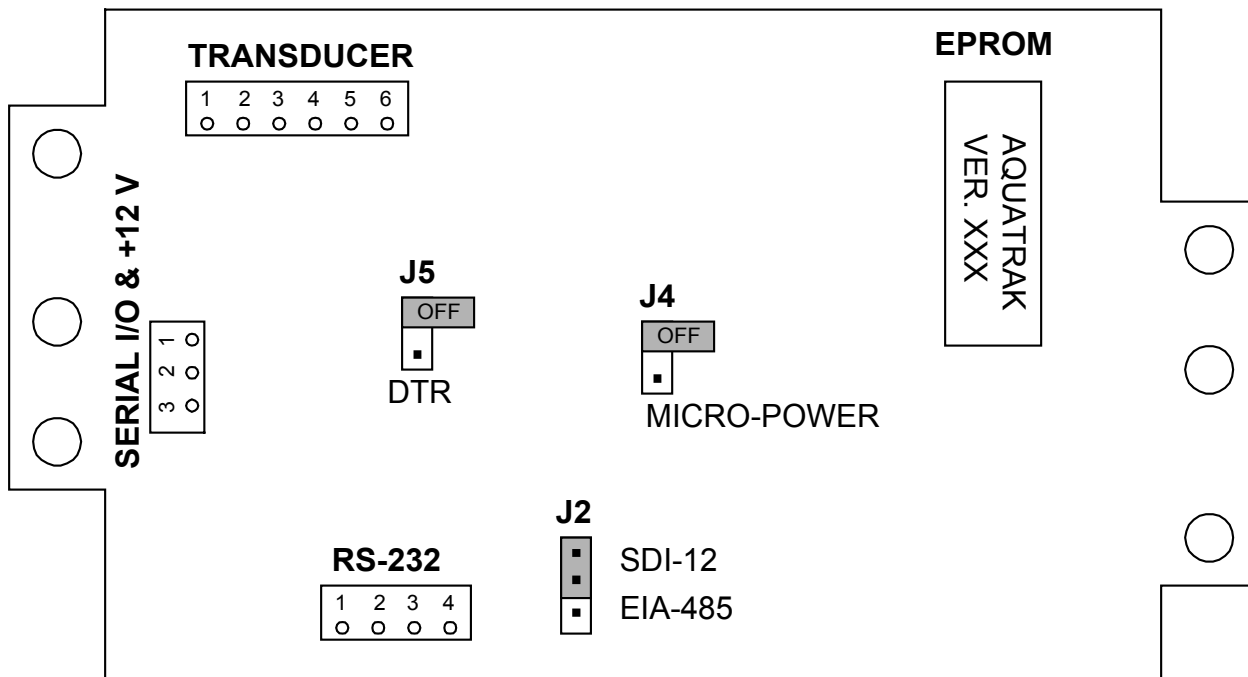 TRANSDUCER
1 2 3 4 5 6
EPROM
AQUATRAK
VER. XXX
SERIAL I/O & +12 V
1
2
3
J5
OFF
DTR
J4
OFF
MICRO-POWER
J2
SDI-12
EIA-485
RS-232
1 2 3 4